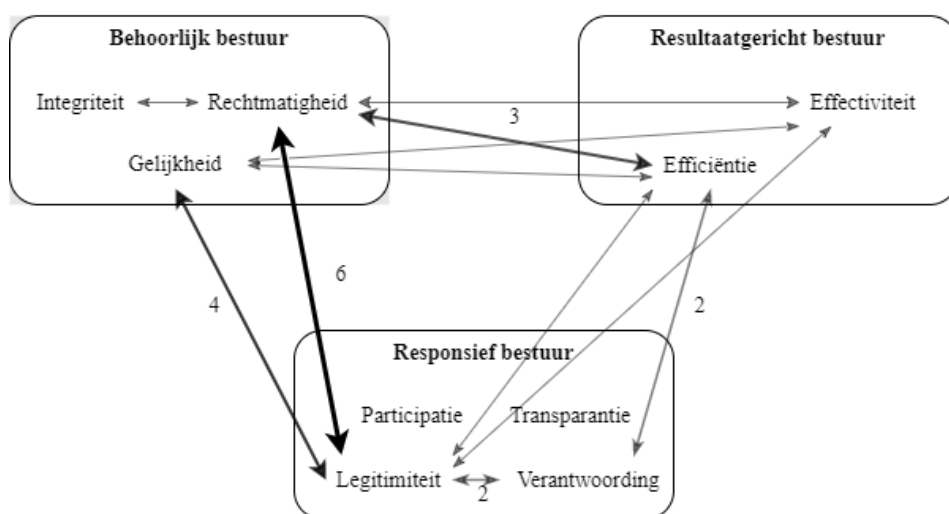 Behoorlijk bestuur
Integriteit
Rechtmatigheid
Gelijkheid
Resultaatgericht bestuur
Effectiviteit
Efficiëntie
3
6
4
2
Responsief bestuur
Participatie
Transparantie
Legitimiteit
2
Verantwoording